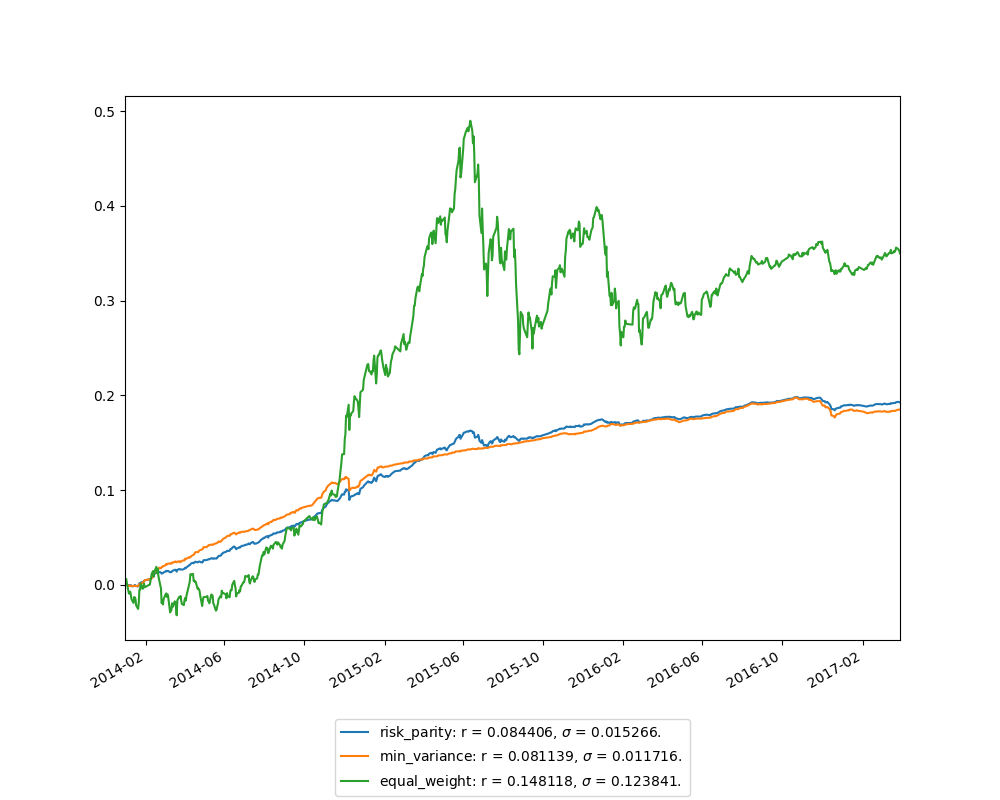 0.5
0.4
0.3
0.2
0.1
0.0
2014-02 2014-06 2014-10 2015-02 2015-06 2015-10 2016-02 2016-06 2016-10 2017-02
risk_parity: r = 0.084406, σ = 0.015266.
min_variance: r = 0.081139, σ = 0.011716.
equal_weight: r = 0.148118, σ = 0.123841.